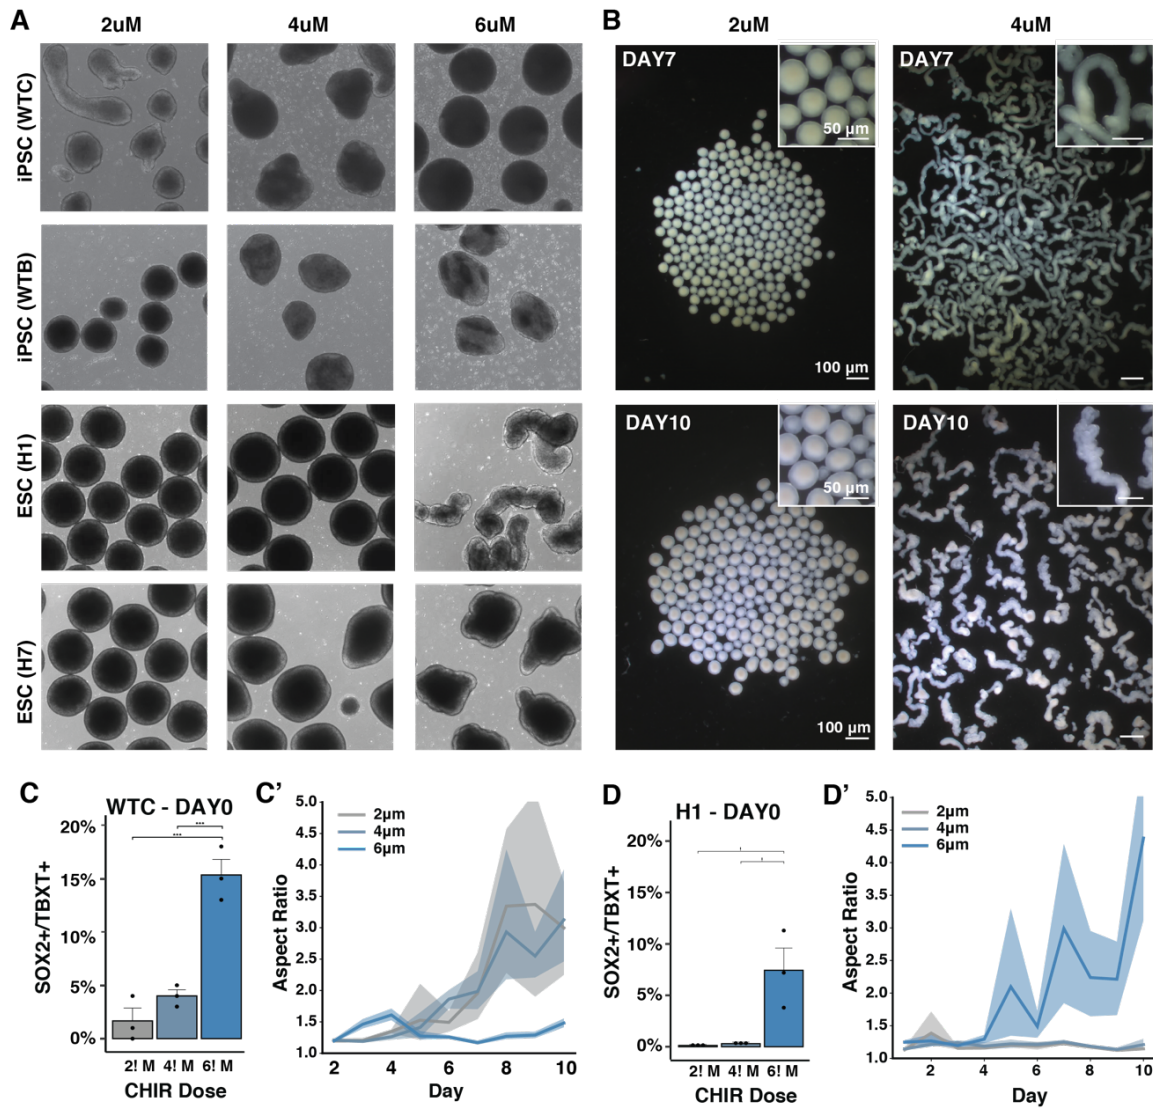 A
2uM
4uM
6uM
iPSC (WTC)
iPSC (WTB)
ESC (H1)
ESC (H7)
B
2uM
4uM
DAY7
50 µm
100 µm
DAY7
DAY10
50 µm
100 µm
DAY10
C
WTC - DAY0
SOX2+/TBXT+
20%
15%
10%
5%
0%
***
***
2! M
4! M
6! M
CHIR Dose
C'
Aspect Ratio
5.0
4.5
4.0
3.5
3.0
2.5
2.0
1.5
1.0
2µm
4µm
6µm
2
4
6
8
10
Day
D
H1 - DAY0
SOX2+/TBXT+
20%
15%
10%
5%
0%
2! M
4! M
6! M
CHIR Dose
D'
Aspect Ratio
5.0
4.5
4.0
3.5
3.0
2.5
2.0
1.5
1.0
2µm
4µm
6µm
2
4
6
8
10
Day